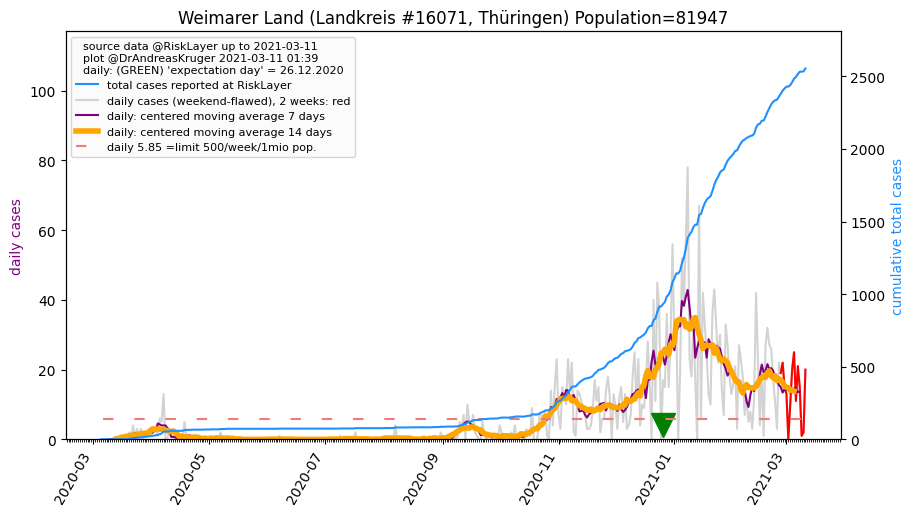 Weimarer Land (Landkreis #16071, Thüringen) Population=81947
source data @RiskLayer up to 2021-03-11
plot @DrAndreasKruger 2021-03-11 01:39
daily: (GREEN) 'expectation day' = 26.12.2020
total cases reported at RiskLayer
daily cases (weekend-flawed), 2 weeks: red
daily: centered moving average 7 days
daily: centered moving average 14 days
daily 5.85 =limit 500/week/1mio pop.
daily cases
100
80
60
40
20
0
cumulative total cases
2500
2000
1500
1000
500
0
2020-03
2020-05
2020-07
2020-09
2020-11
2021-01
2021-03